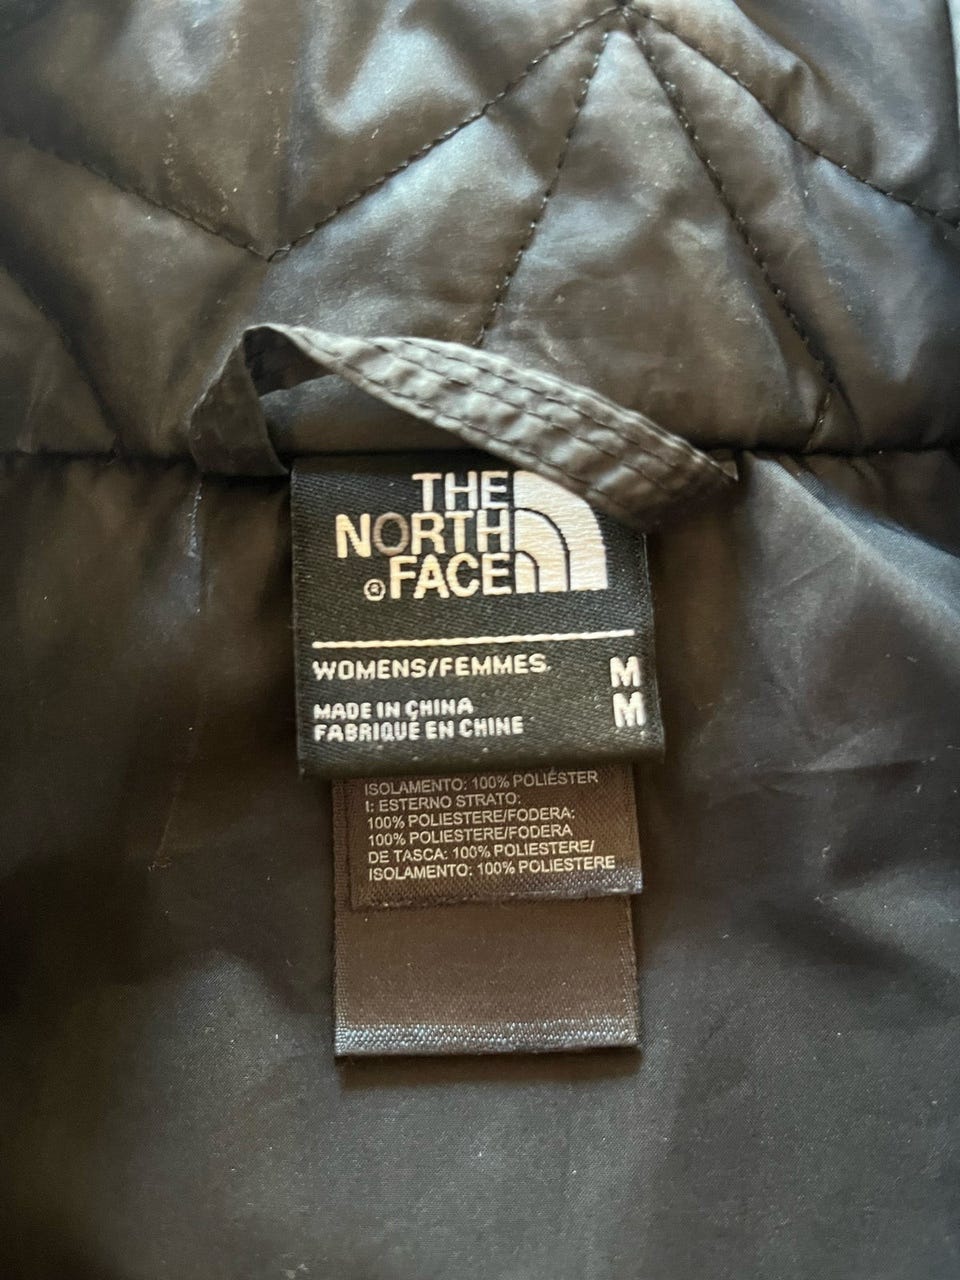 THE
NORTH
® FACE
WOMENS/FEMMES M
MADE IN CHINA M
FABRIQUÉ EN CHINE
ISOLAMENTO: 100% POLIÉSTER
I: ESTERNO STRATO:
100% POLIESTERE/FODERA:
100% POLIESTERE/FODERA
DE TASCA: 100% POLIESTERE/
ISOLAMENTO: 100% POLIESTERE